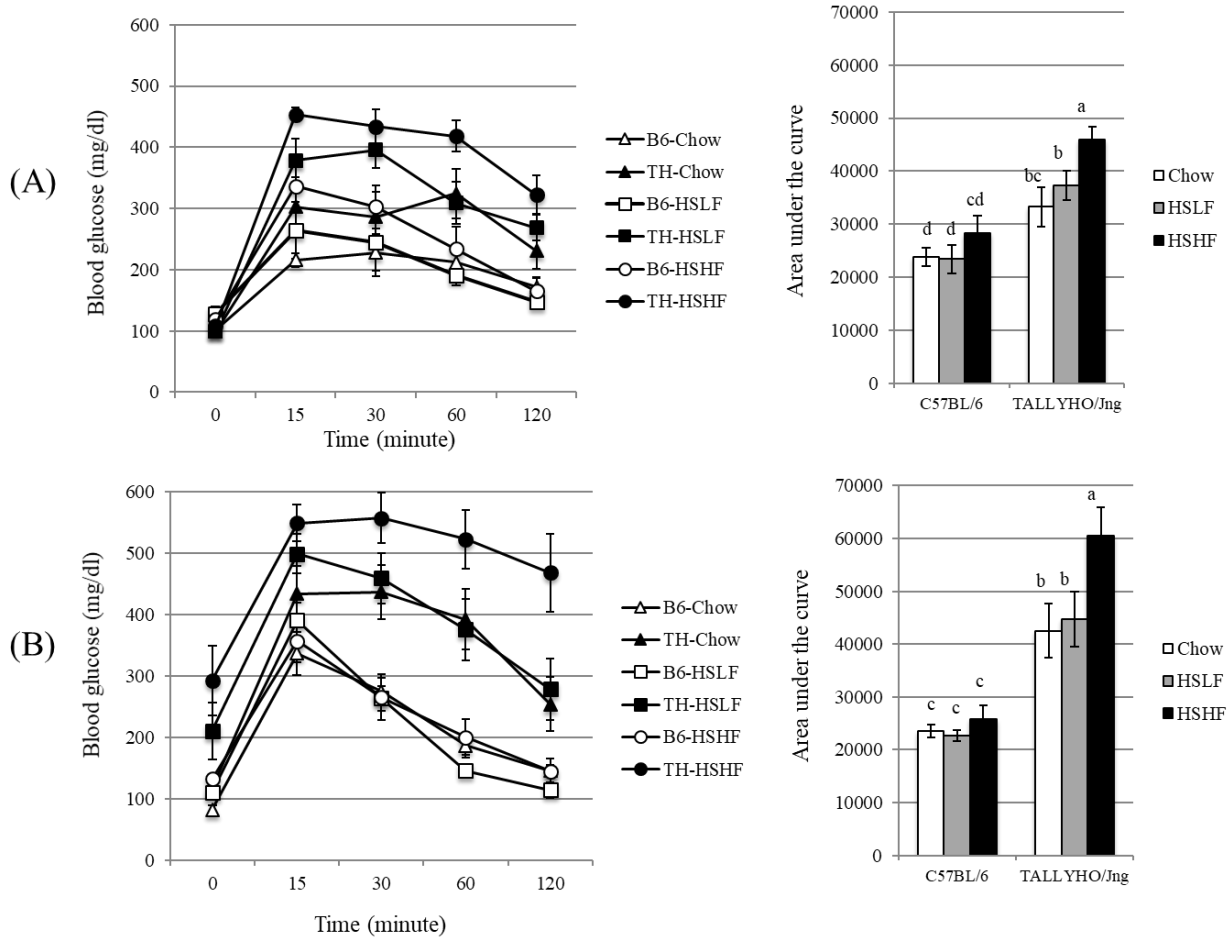 (A)
Blood glucose (mg/dl)
600
500
400
300
200
100
0
0 15 30 60 120
Time (minute)
B6-Chow
TH-Chow
B6-HSLF
TH-HSLF
B6-HSHF
TH-HSHF
Area under the curve
70000
60000
50000
40000
30000
20000
10000
0
d d cd bc b a
C57BL/6 TALLYHO/Jng
Chow
HSLF
HSHF
(B)
Blood glucose (mg/dl)
600
500
400
300
200
100
0
0 15 30 60 120
Time (minute)
B6-Chow
TH-Chow
B6-HSLF
TH-HSLF
B6-HSHF
TH-HSHF
Area under the curve
70000
60000
50000
40000
30000
20000
10000
0
c c c b b a
C57BL/6 TALLYHO/Jng
Chow
HSLF
HSHF